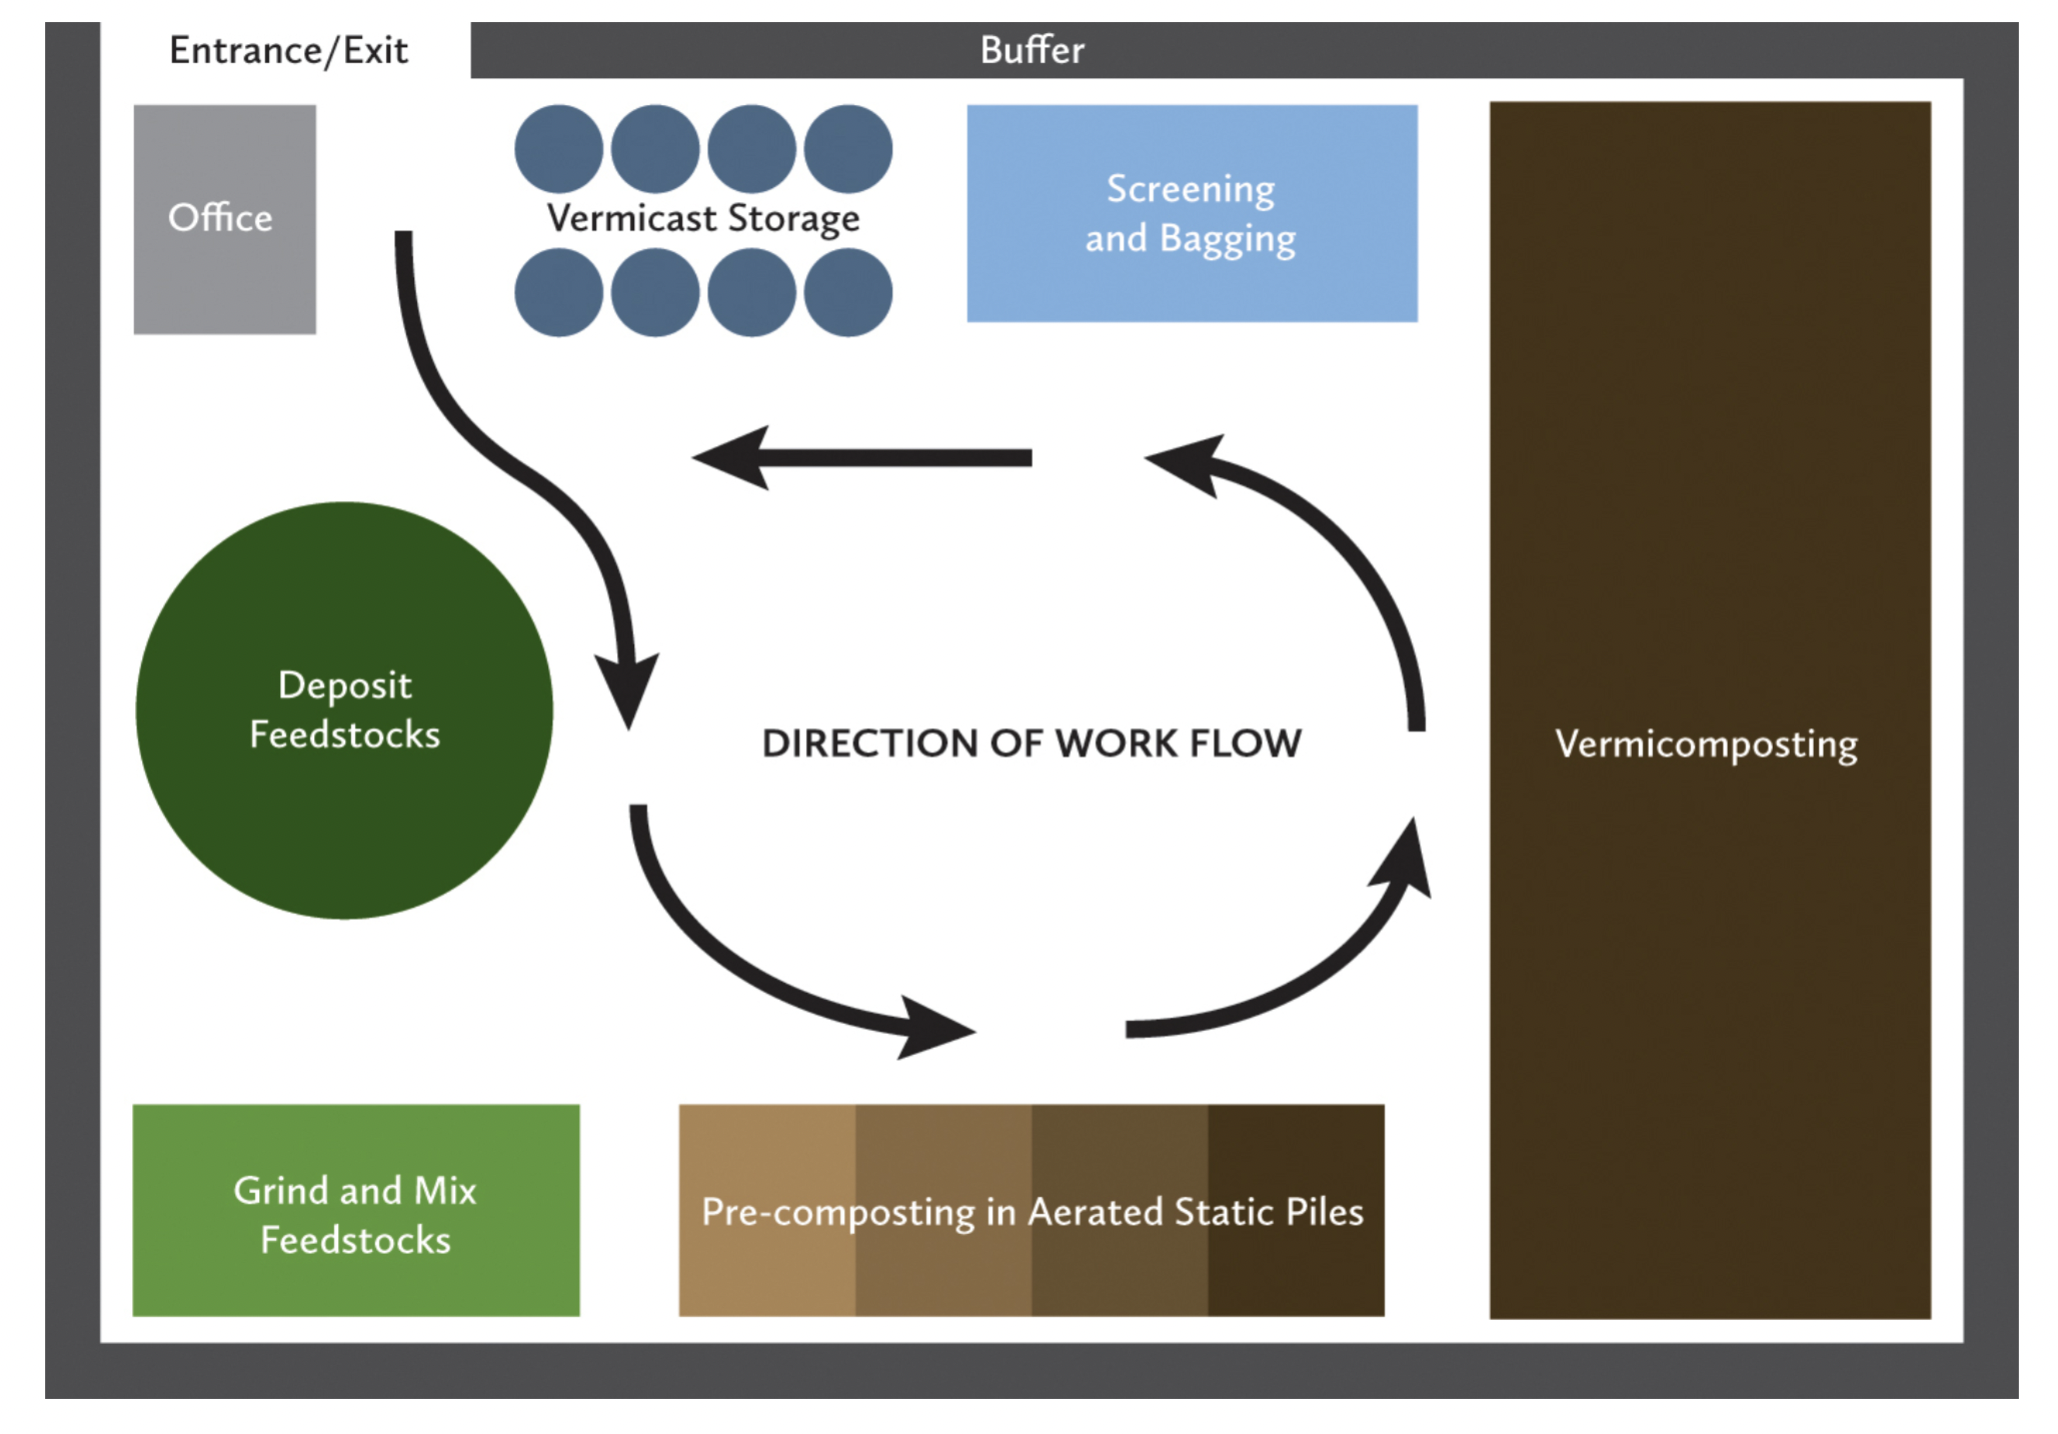 Entrance/Exit
Buffer
Office
Vermicast Storage
Screening
and Bagging
Deposit
Feedstocks
DIRECTION OF WORK FLOW
Vermicomposting
Grind and Mix
Feedstocks
Pre-composting in Aerated Static Piles